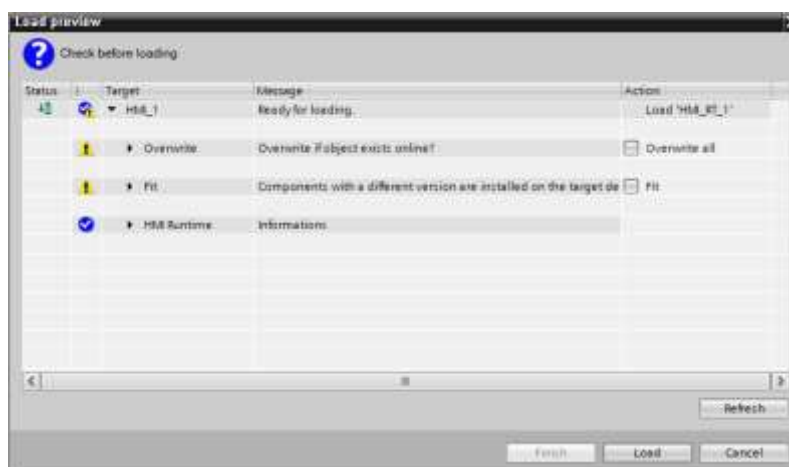 Load preview
Check before loading
Status ! Target Message Action
HMI_1 Ready for loading. Load 'HMI_RT_1'
Overwrite Overwrite if object exists online? Overwrite all
Fit Components with a different version are installed on the target de Fit
HMI Runtime Informations
Refresh
Finish Load Cancel